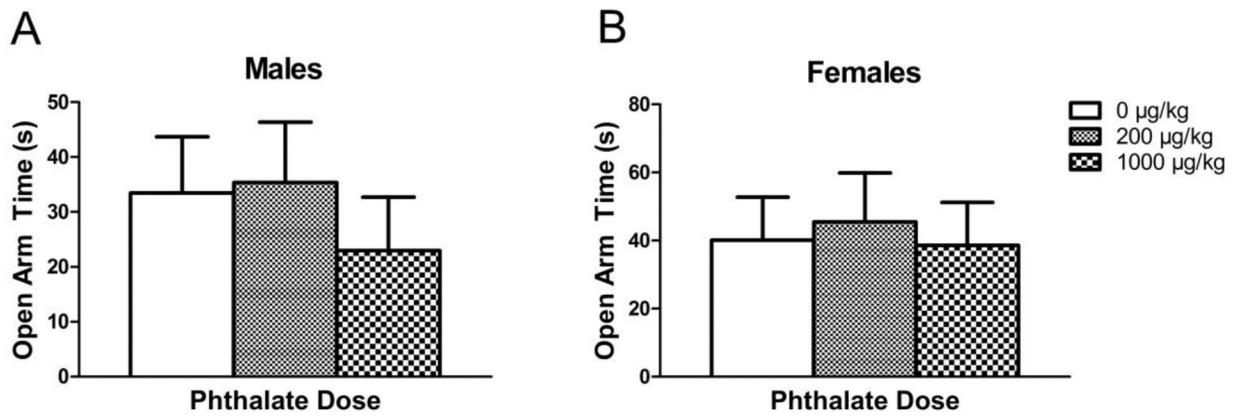 A
Males
50
40
30
20
10
0
Open Arm Time (s)
Phthalate Dose
B
Females
80
60
40
20
0
Open Arm Time (s)
Phthalate Dose
0 µg/kg
200 µg/kg
1000 µg/kg